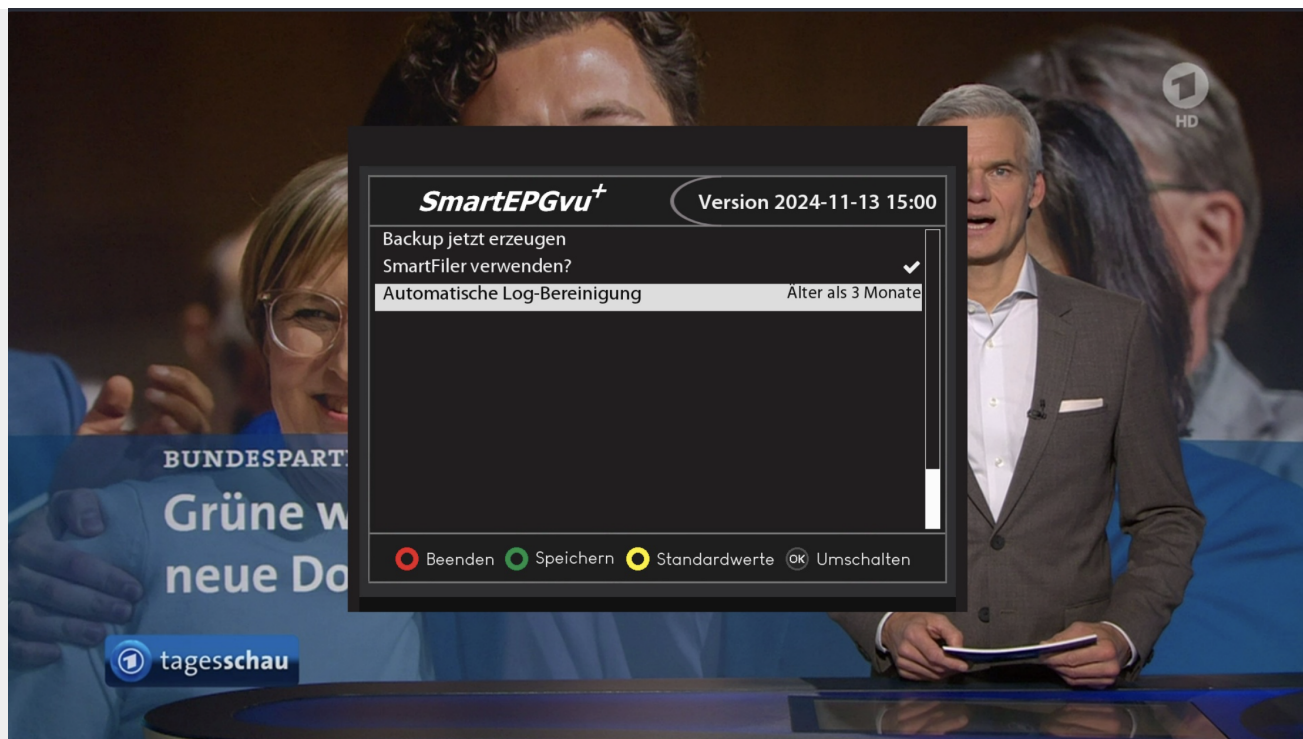 HD
SmartEPGvu+
Version 2024-11-13 15:00
Backup jetzt erzeugen
SmartFiler verwenden?
Automatische Log-Bereinigung Älter als 3 Monate
BUNDESPART
Grüne w
neue Do
Beenden Speichern Standardwerte OK Umschalten
1 tagesschau